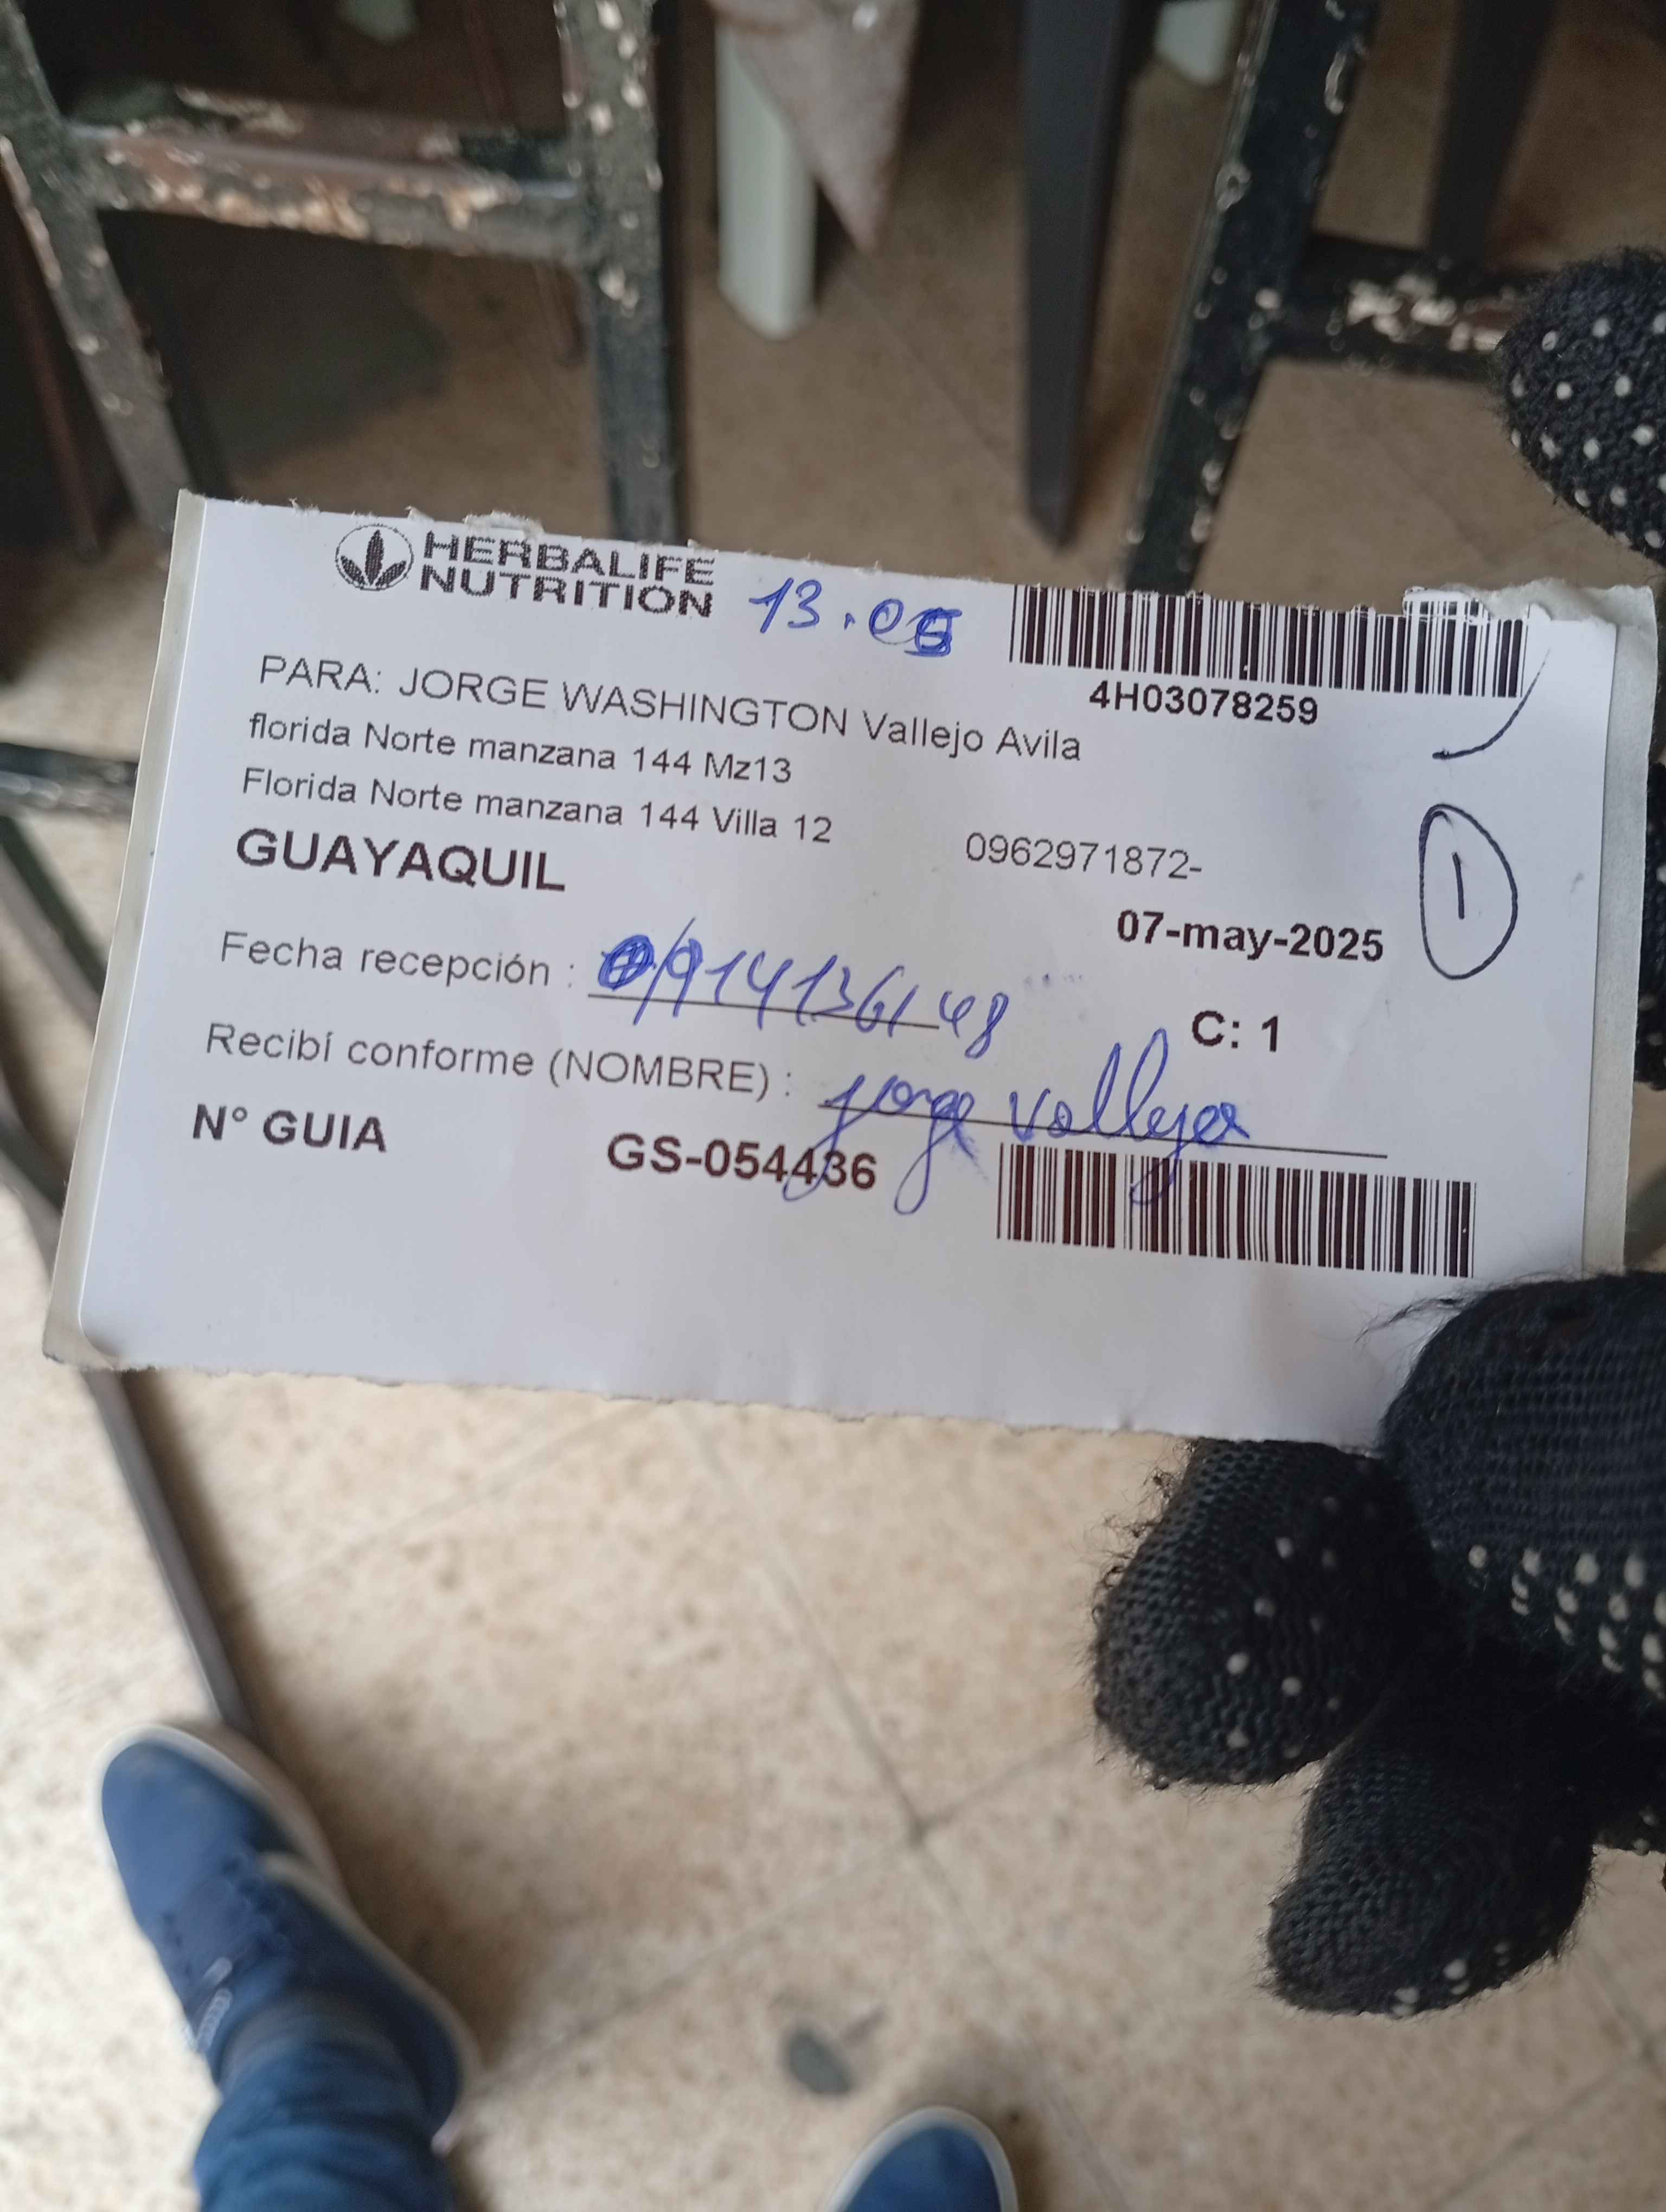 HERBALIFE
NUTRITION
13.05
4H03078259
PARA: JORGE WASHINGTON Vallejo Avila
florida Norte manzana 144 Mz13
Florida Norte manzana 144 Villa 12
0962971872-
GUAYAQUIL
07-may-2025
1
Fecha recepción :
C: 1
Recibí conforme (NOMBRE) : Jorge Vallejo
N° GUIA GS-054436